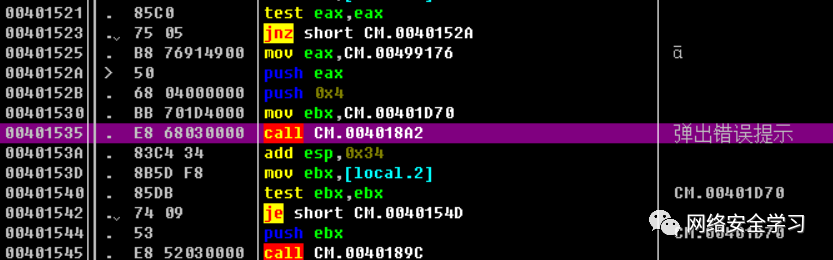 00401521 . 85C0 test eax,eax
00401523 .⌄ 75 05 jnz short CM.0040152A
00401525 . B8 76914900 mov eax,CM.00499176 ā
0040152A > 50 push eax
0040152B . 68 04000000 push 0x4
00401530 . BB 701D4000 mov ebx,CM.00401D70
00401535 . E8 68030000 call CM.004018A2 弹出错误提示
0040153A . 83C4 34 add esp,0x34
0040153D . 8B5D F8 mov ebx,[local.2]
00401540 . 85DB test ebx,ebx CM.00401D70
00401542 .⌄ 74 09 je short CM.0040154D
00401544 . 53 push ebx CM.00401D70
00401545 . E8 52030000 call CM.0040189C
网络安全学习